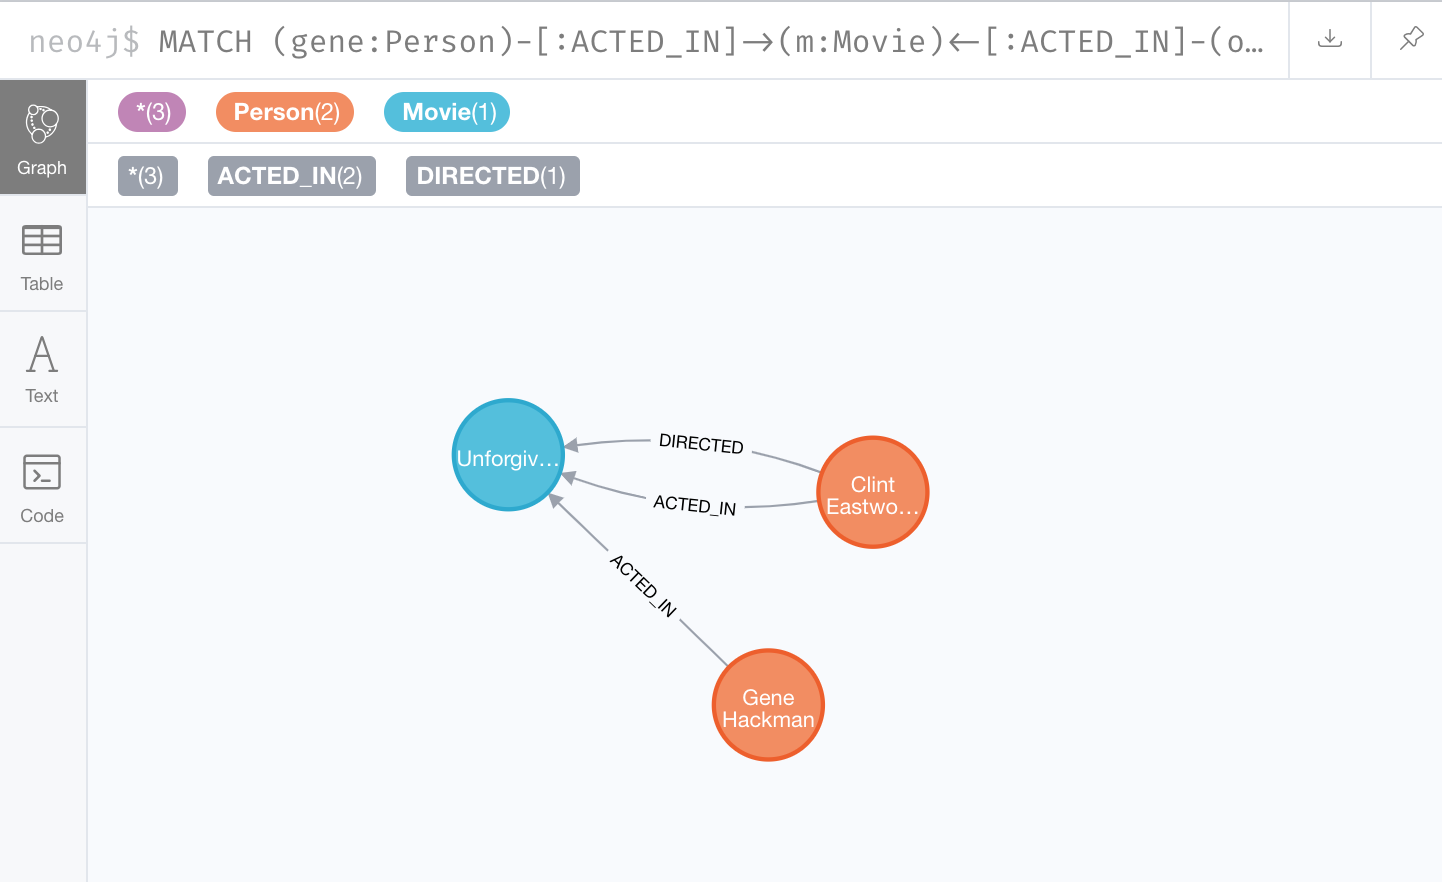 neo4j$ MATCH (gene:Person)-[:ACTED_IN]->(m:Movie)<-[:ACTED_IN]-(o…
*(3) Person(2) Movie(1)
*(3) ACTED_IN(2) DIRECTED(1)
Graph
Table
Text
Code
Unforgiv…
DIRECTED
Clint
Eastwo…
ACTED_IN
ACTED_IN
Gene
Hackman